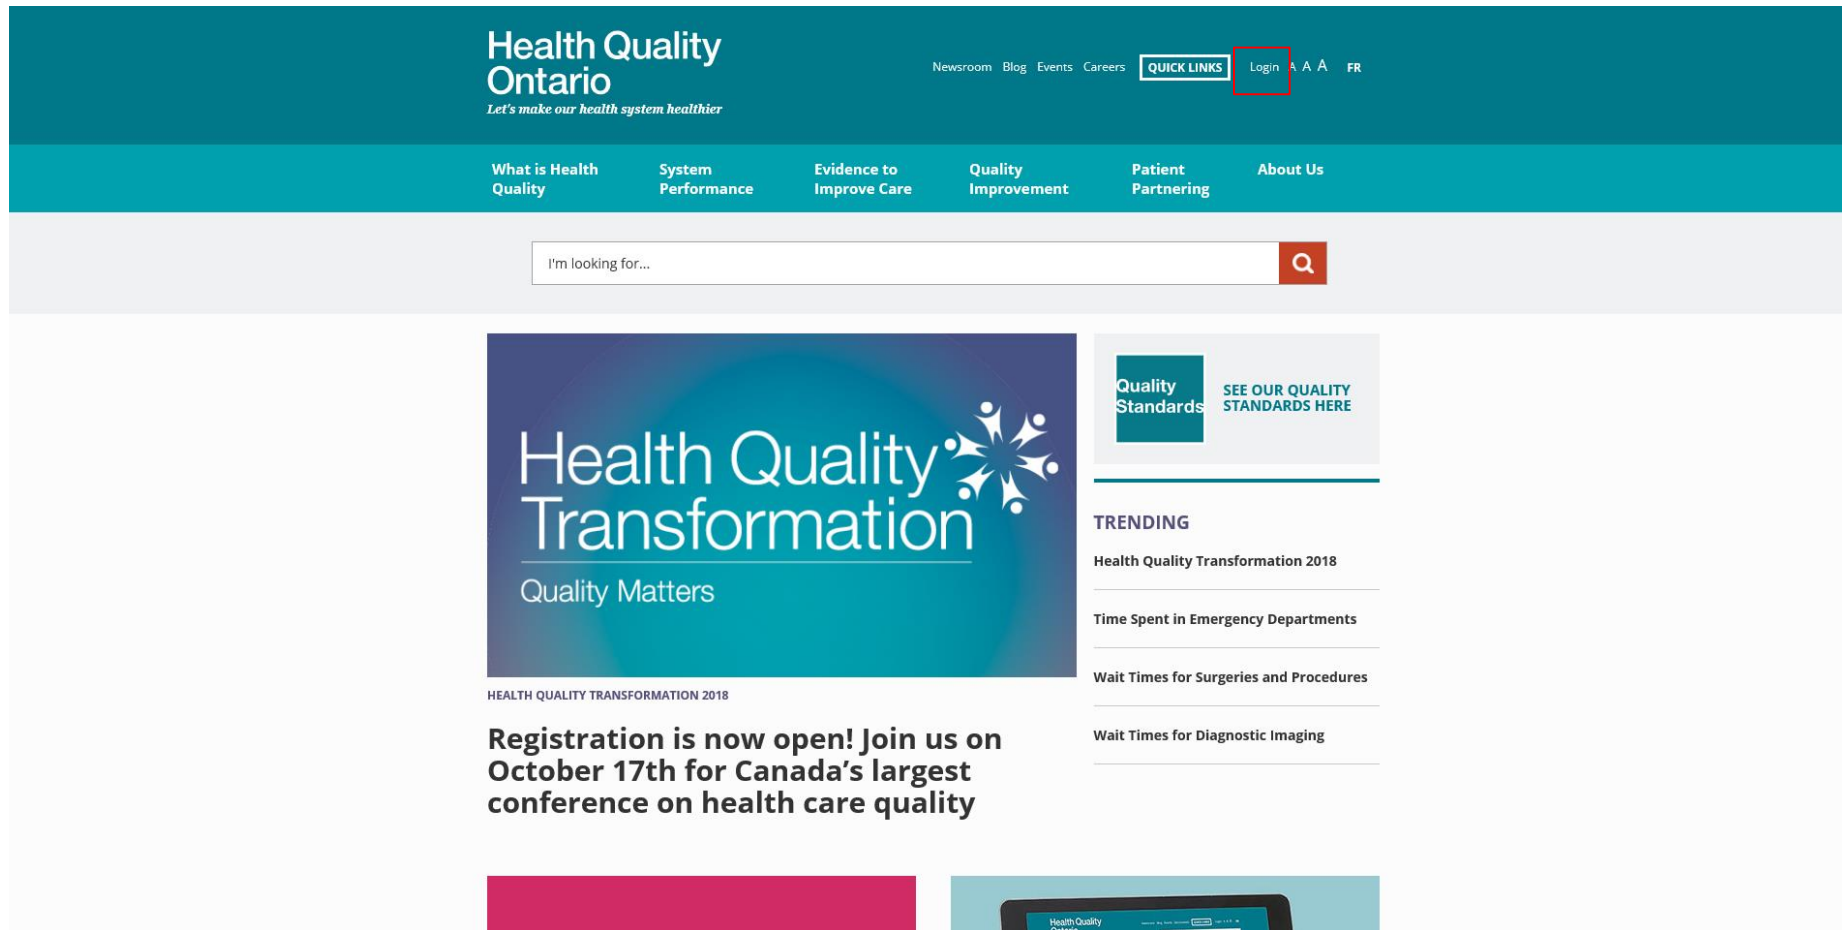 Health Quality
Ontario
Let's make our health system healthier
Newsroom Blog Events Careers QUICK LINKS Login A A A FR
What is Health
Quality
System
Performance
Evidence to
Improve Care
Quality
Improvement
Patient
Partnering
About Us
I'm looking for...
Health Quality
Transformation
Quality Matters
HEALTH QUALITY TRANSFORMATION 2018
Registration is now open! Join us on
October 17th for Canada’s largest
conference on health care quality
Quality
Standards
SEE OUR QUALITY
STANDARDS HERE
TRENDING
Health Quality Transformation 2018
Time Spent in Emergency Departments
Wait Times for Surgeries and Procedures
Wait Times for Diagnostic Imaging
Health Quality